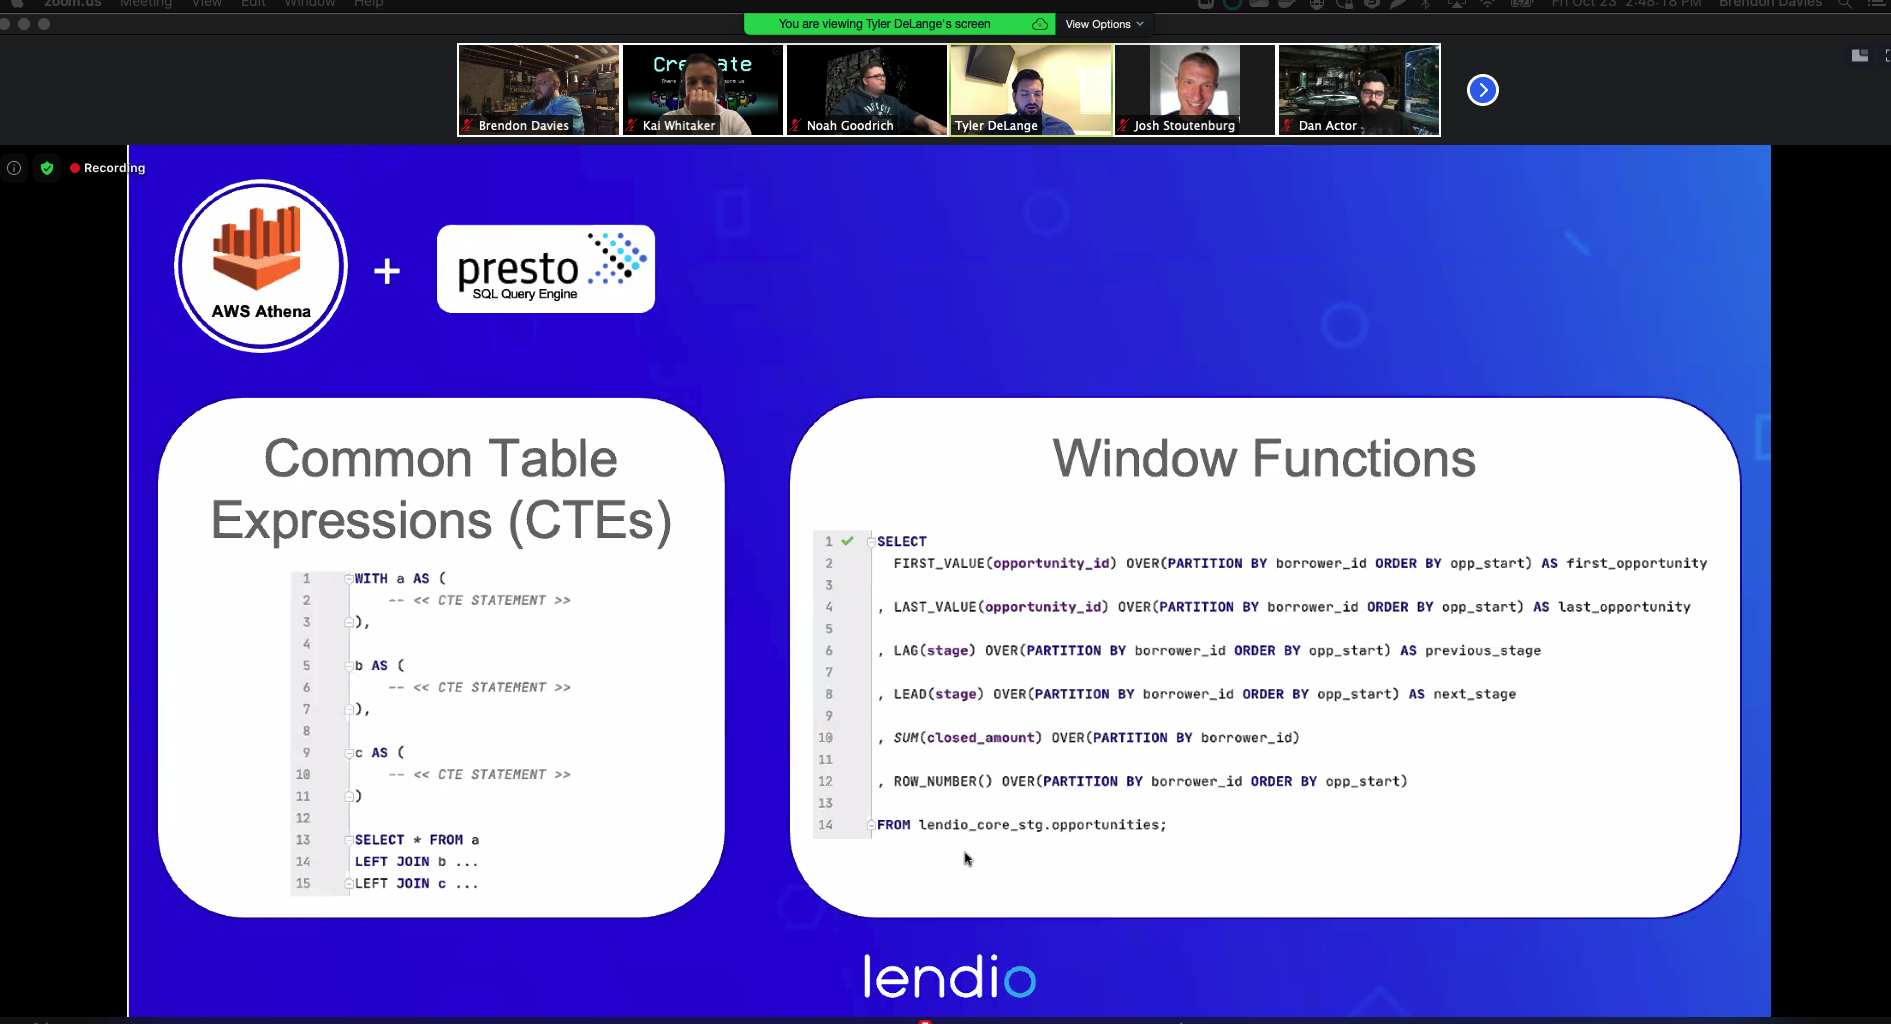 zoom.us Meeting View Edit Window Help
Fri Oct 23 2:48:18 PM Brendon Davies
You are viewing Tyler DeLange's screen
View Options
Create
Brendon Davies
Kai Whitaker
Noah Goodrich
Tyler DeLange
Josh Stoutenburg
Dan Actor
Recording
AWS Athena
+
presto
SQL Query Engine
Common Table
Expressions (CTEs)
1 WITH a AS (
2 -- << CTE STATEMENT >>
3 ),
4
5 b AS (
6 -- << CTE STATEMENT >>
7 ),
8
9 c AS (
10 -- << CTE STATEMENT >>
11 )
12
13 SELECT * FROM a
14 LEFT JOIN b ...
15 LEFT JOIN c ...
Window Functions
1 SELECT
2 FIRST_VALUE(opportunity_id) OVER(PARTITION BY borrower_id ORDER BY opp_start) AS first_opportunity
3
4 , LAST_VALUE(opportunity_id) OVER(PARTITION BY borrower_id ORDER BY opp_start) AS last_opportunity
5
6 , LAG(stage) OVER(PARTITION BY borrower_id ORDER BY opp_start) AS previous_stage
7
8 , LEAD(stage) OVER(PARTITION BY borrower_id ORDER BY opp_start) AS next_stage
9
10 , SUM(closed_amount) OVER(PARTITION BY borrower_id)
11
12 , ROW_NUMBER() OVER(PARTITION BY borrower_id ORDER BY opp_start)
13
14 FROM lendio_core_stg.opportunities;
lendio